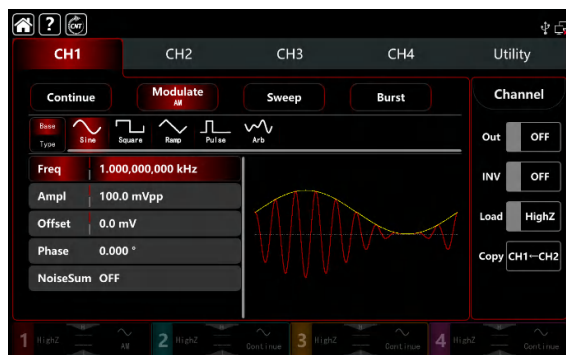 ? CNT
CH1 CH2 CH3 CH4 Utility
Continue Modulate Sweep Burst Channel
AM
Base
Type Sine Square Ramp Pulse Arb
Out OFF
Freq 1.000,000,000 kHz
INV OFF
Ampl 100.0 mVpp
Offset 0.0 mV
Load HighZ
Phase 0.000 °
Copy CH1←CH2
NoiseSum OFF
1 HighZ AM 2 HighZ Continue 3 HighZ Continue 4 HighZ Continue